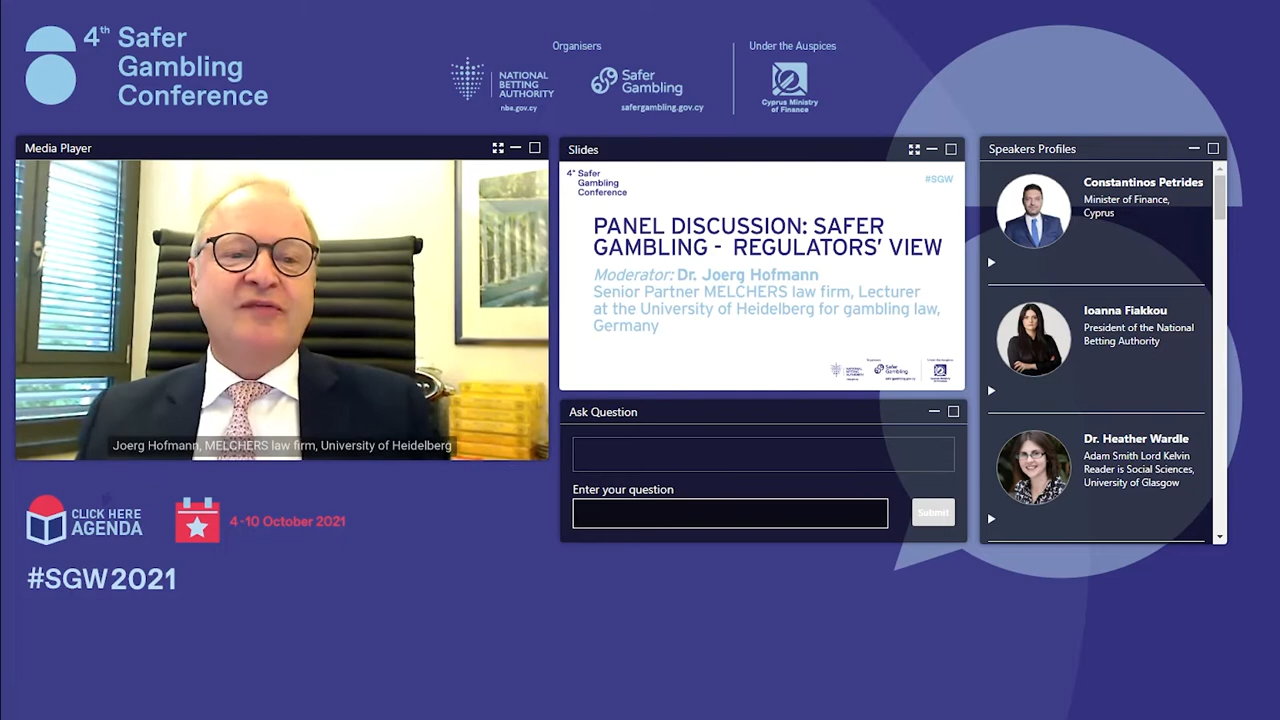 4th Safer
Gambling
Conference
Organisers
NATIONAL
BETTING
AUTHORITY
nba.gov.cy
Safer
Gambling
safergambling.gov.cy
Under the Auspices
Cyprus Ministry
of Finance
Media Player
Joerg Hofmann, MELCHERS law firm, University of Heidelberg
Slides
4th Safer
Gambling
Conference
#SGW
PANEL DISCUSSION: SAFER
GAMBLING - REGULATORS' VIEW
Moderator: Dr. Joerg Hofmann
Senior Partner MELCHERS law firm, Lecturer
at the University of Heidelberg for gambling law,
Germany
Ask Question
Enter your question
Submit
Speakers Profiles
Constantinos Petrides
Minister of Finance,
Cyprus
Ioanna Fiakkou
President of the National
Betting Authority
Dr. Heather Wardle
Adam Smith Lord Kelvin
Reader is Social Sciences,
University of Glasgow
CLICK HERE
AGENDA
4-10 October 2021
#SGW2021